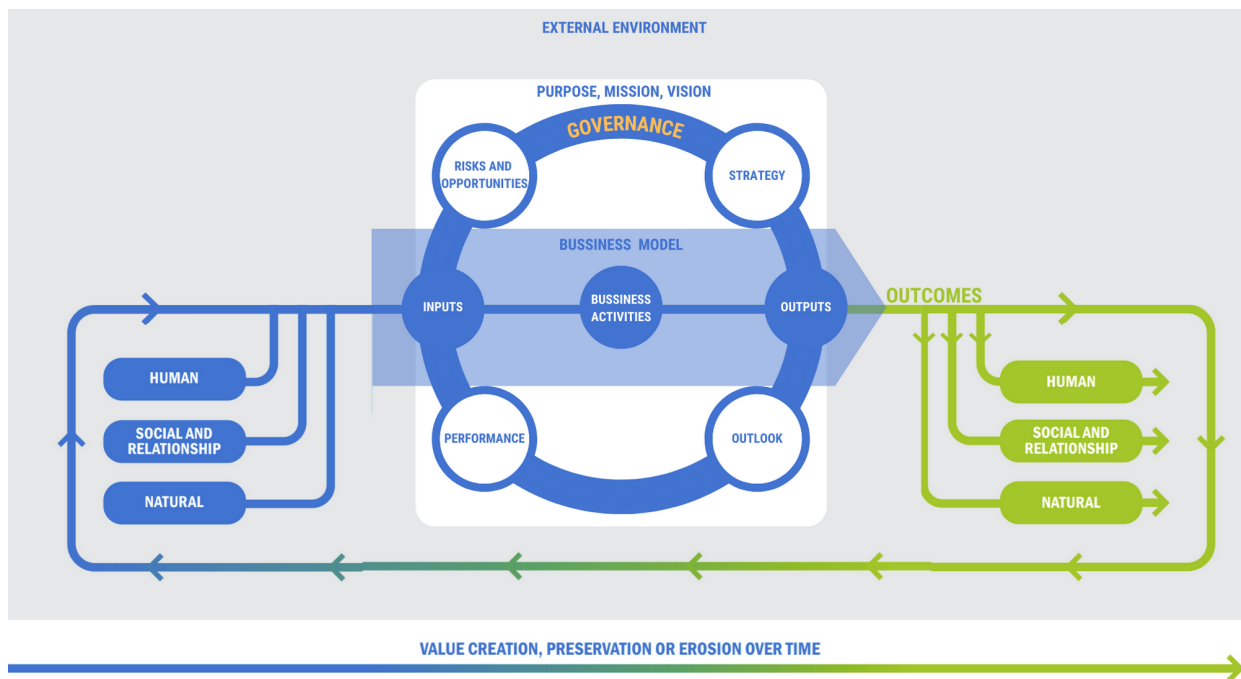 EXTERNAL ENVIRONMENT
PURPOSE, MISSION, VISION
GOVERNANCE
RISKS AND
OPPORTUNITIES
STRATEGY
BUSSINESS MODEL
INPUTS
BUSSINESS
ACTIVITIES
OUTPUTS
OUTCOMES
HUMAN
SOCIAL AND
RELATIONSHIP
NATURAL
PERFORMANCE
OUTLOOK
HUMAN
SOCIAL AND
RELATIONSHIP
NATURAL
VALUE CREATION, PRESERVATION OR EROSION OVER TIME